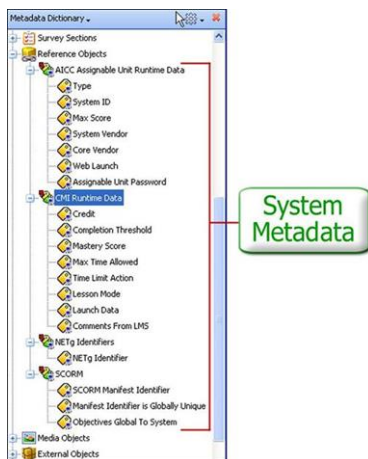 Metadata Dictionary
Survey Sections
Reference Objects
AICC Assignable Unit Runtime Data
Type
System ID
Max Score
System Vendor
Core Vendor
Web Launch
Assignable Unit Password
CMI Runtime Data
Credit
Completion Threshold
Mastery Score
Max Time Allowed
Time Limit Action
Lesson Mode
Launch Data
Comments From LMS
NETg Identifiers
NETg Identifier
SCORM
SCORM Manifest Identifier
Manifest Identifier is Globally Unique
Objectives Global To System
Media Objects
External Objects
System
Metadata